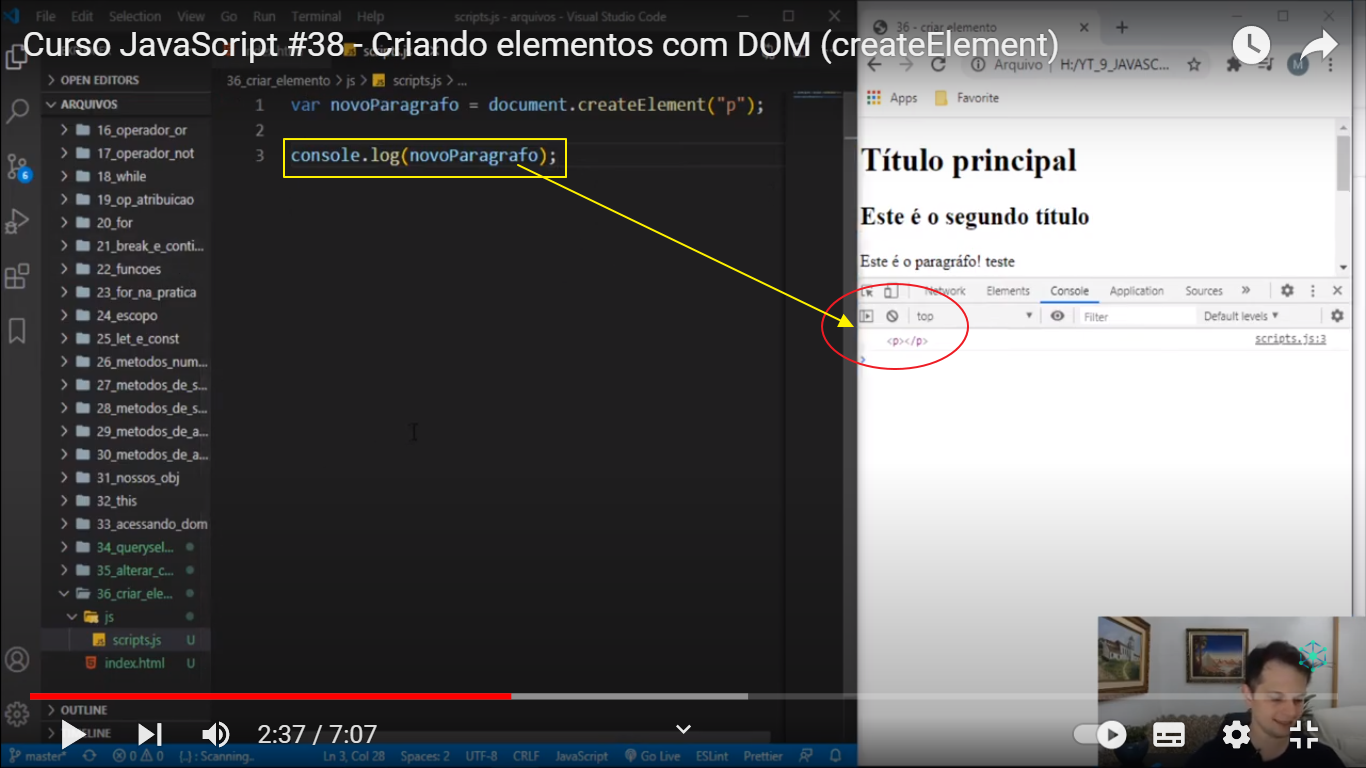 File Edit Selection View Go Run Terminal Help
scripts.js - arquivos - Visual Studio Code
Curso JavaScript #38 - Criando elementos com DOM (createElement)
36 - criar elemento
Arquivo
H:/YT_9_JAVASC...
M
Apps
Favorite
OPEN EDITORS
ARQUIVOS
16_operador_or
17_operador_not
18_while
19_op_atribuicao
20_for
21_break_e_conti...
22_funcoes
23_for_na_pratica
24_escopo
25_let_e_const
26_metodos_num...
27_metodos_de_s...
28_metodos_de_s...
29_metodos_de_a...
30_metodos_de_a...
31_nossos_obj
32_this
33_acessando_dom
34_querysel...
35_alterar_c...
36_criar_ele...
js
scripts.js U
index.html U
OUTLINE
6
36_criar_elemento > js > scripts.js > ...
1 var novoParagrafo = document.createElement("p");
2
3 console.log(novoParagrafo);
Título principal
Este é o segundo título
Este é o paragráfo! teste
Network Elements Console Application Sources »
top
Filter
Default levels
<p></p>
scripts.js:3
2:37 / 7:07
master*
0 0
{..} : Scanning..
Ln 3, Col 28 Spaces: 2 UTF-8 CRLF JavaScript Go Live ESLint Prettier